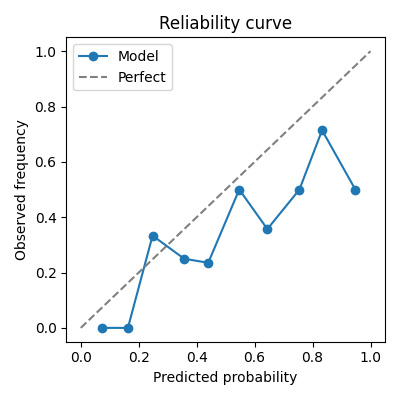 Reliability curve
1.0
0.8
0.6
0.4
0.2
0.0
Observed frequency
Model
Perfect
0.0 0.2 0.4 0.6 0.8 1.0
Predicted probability